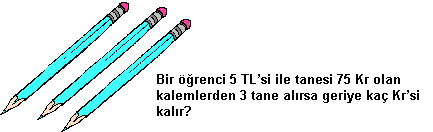 Bir öğrenci 5 TL'si ile tanesi 75 Kr olan
kalemlerden 3 tane alırsa geriye kaç Kr'si
kalır?